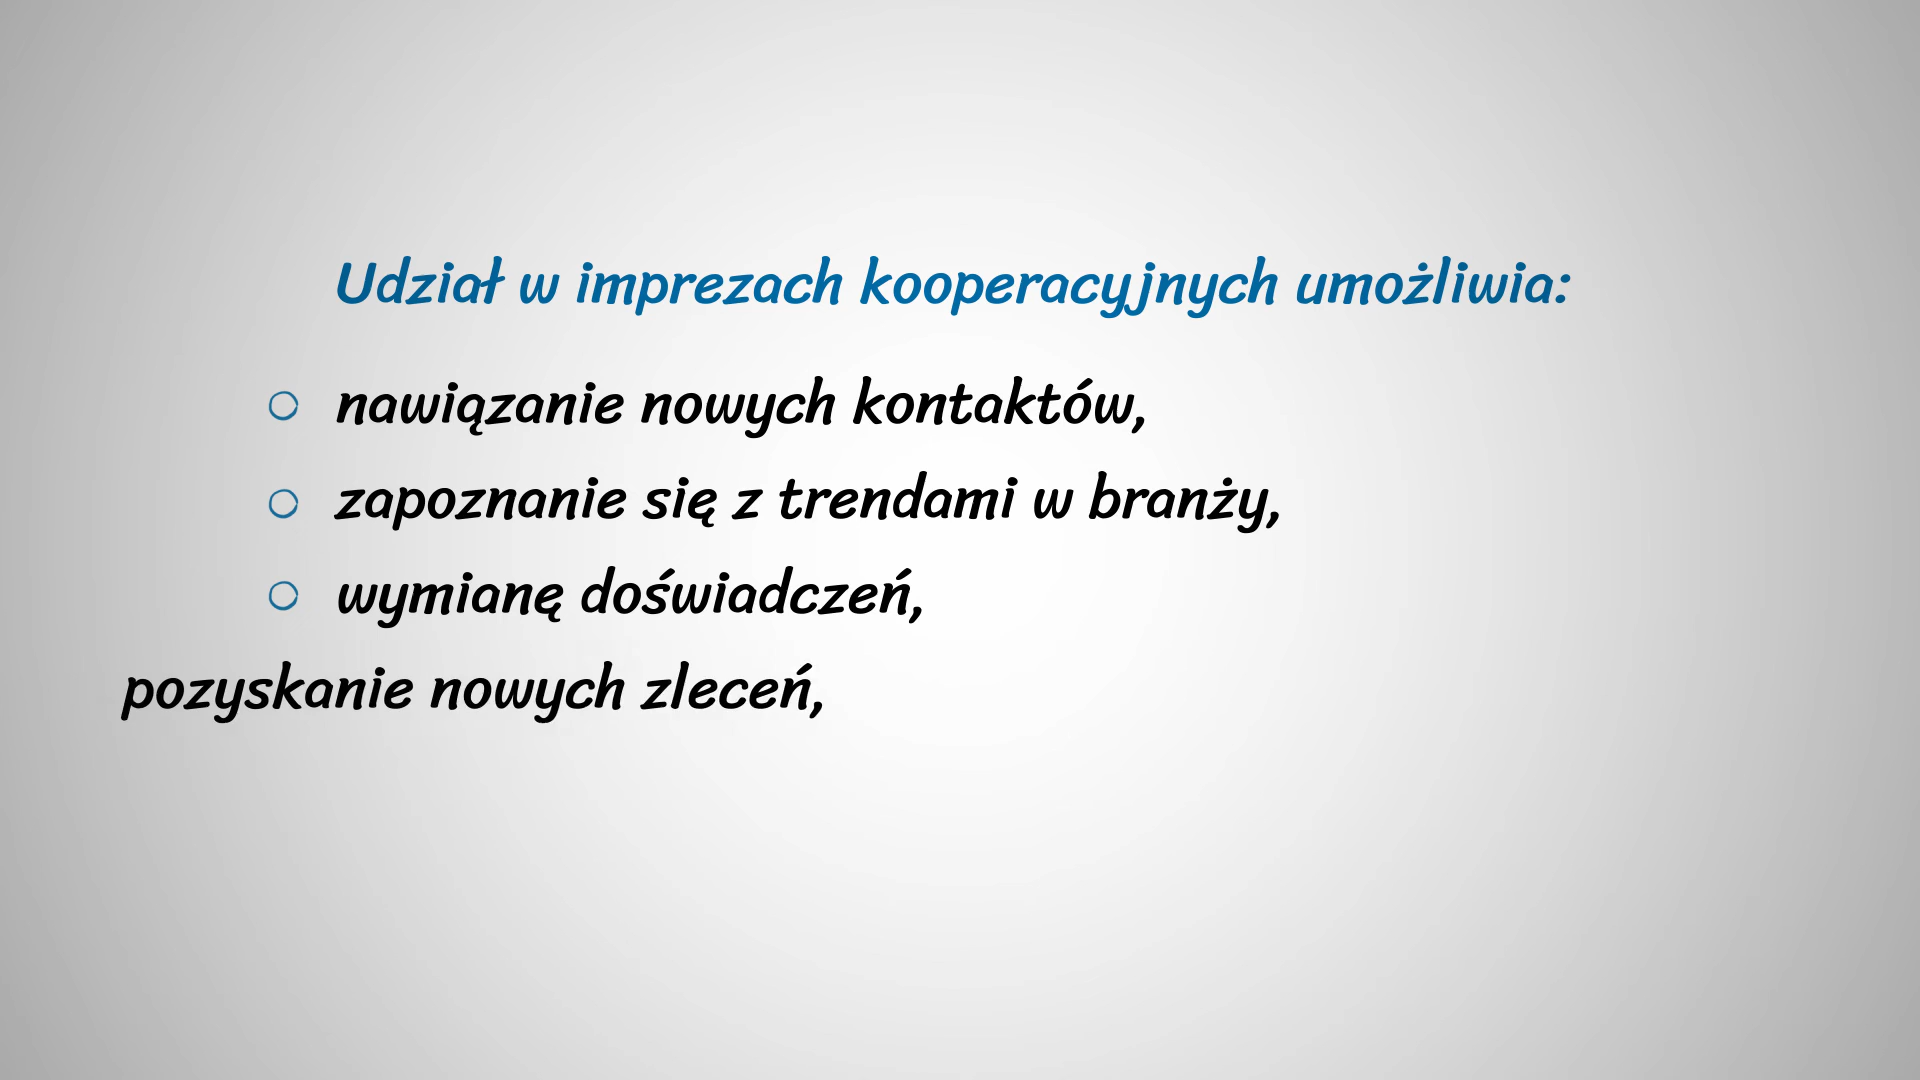 Udział w imprezach kooperacyjnych umożliwia:
○ nawiązanie nowych kontaktów,
○ zapoznanie się z trendami w branży,
○ wymianę doświadczeń,
pozyskanie nowych zleceń,